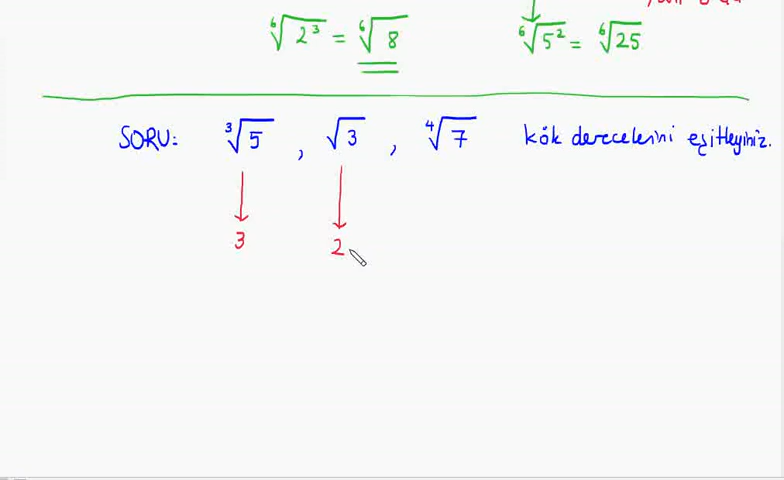 ⁶√2³ = ⁶√8 ⁶√5² = ⁶√25
SORU: ³√5 , √3 , ⁴√7 kök derecelerini eşitleyiniz.
3 2